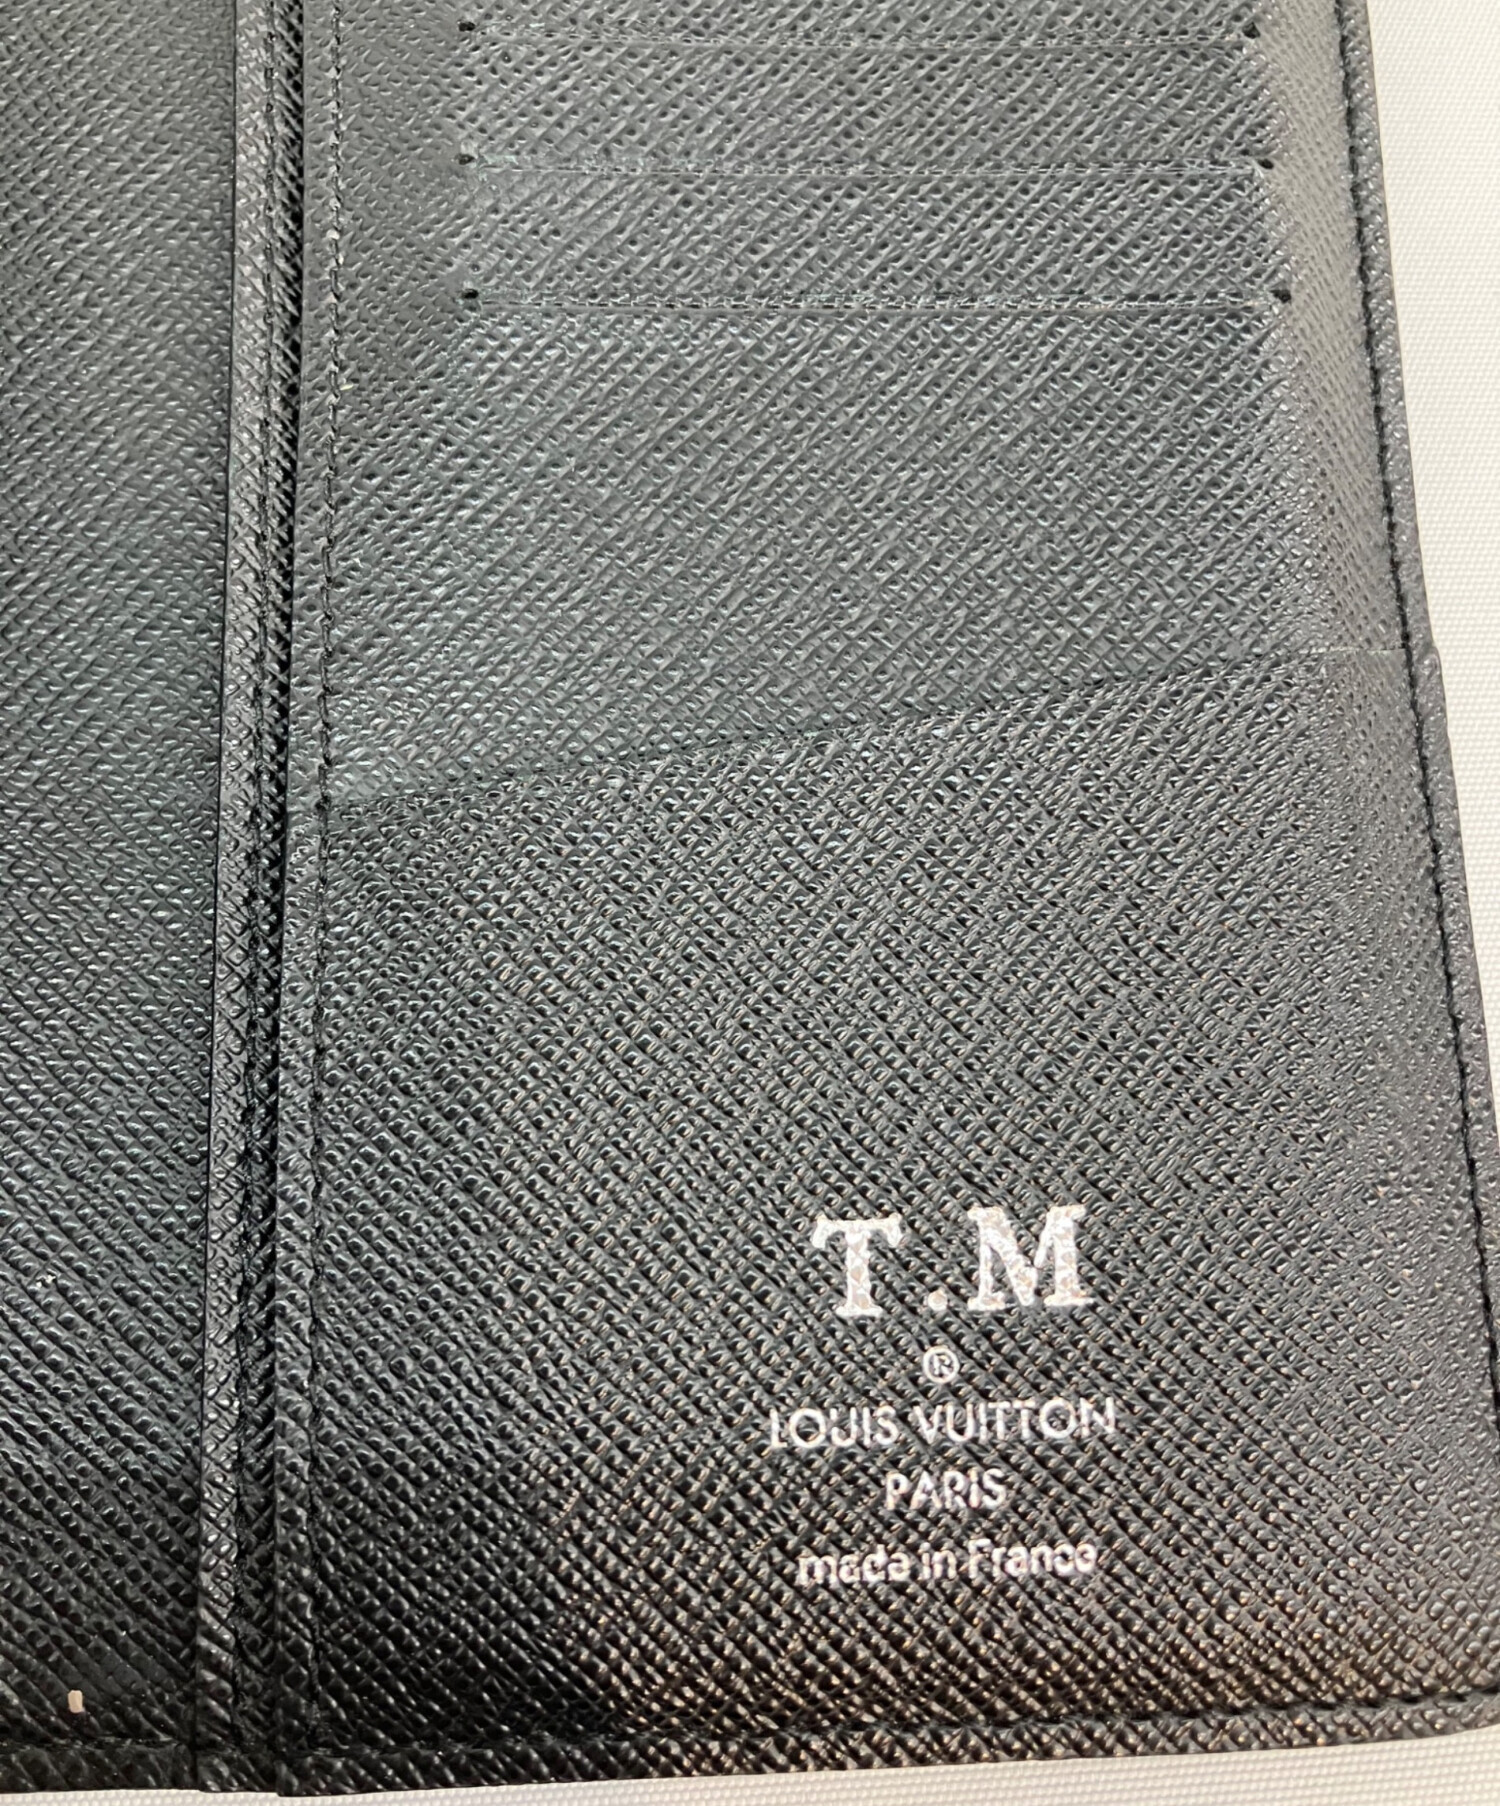 T.M
®
LOUIS VUITTON
PARIS
made in France